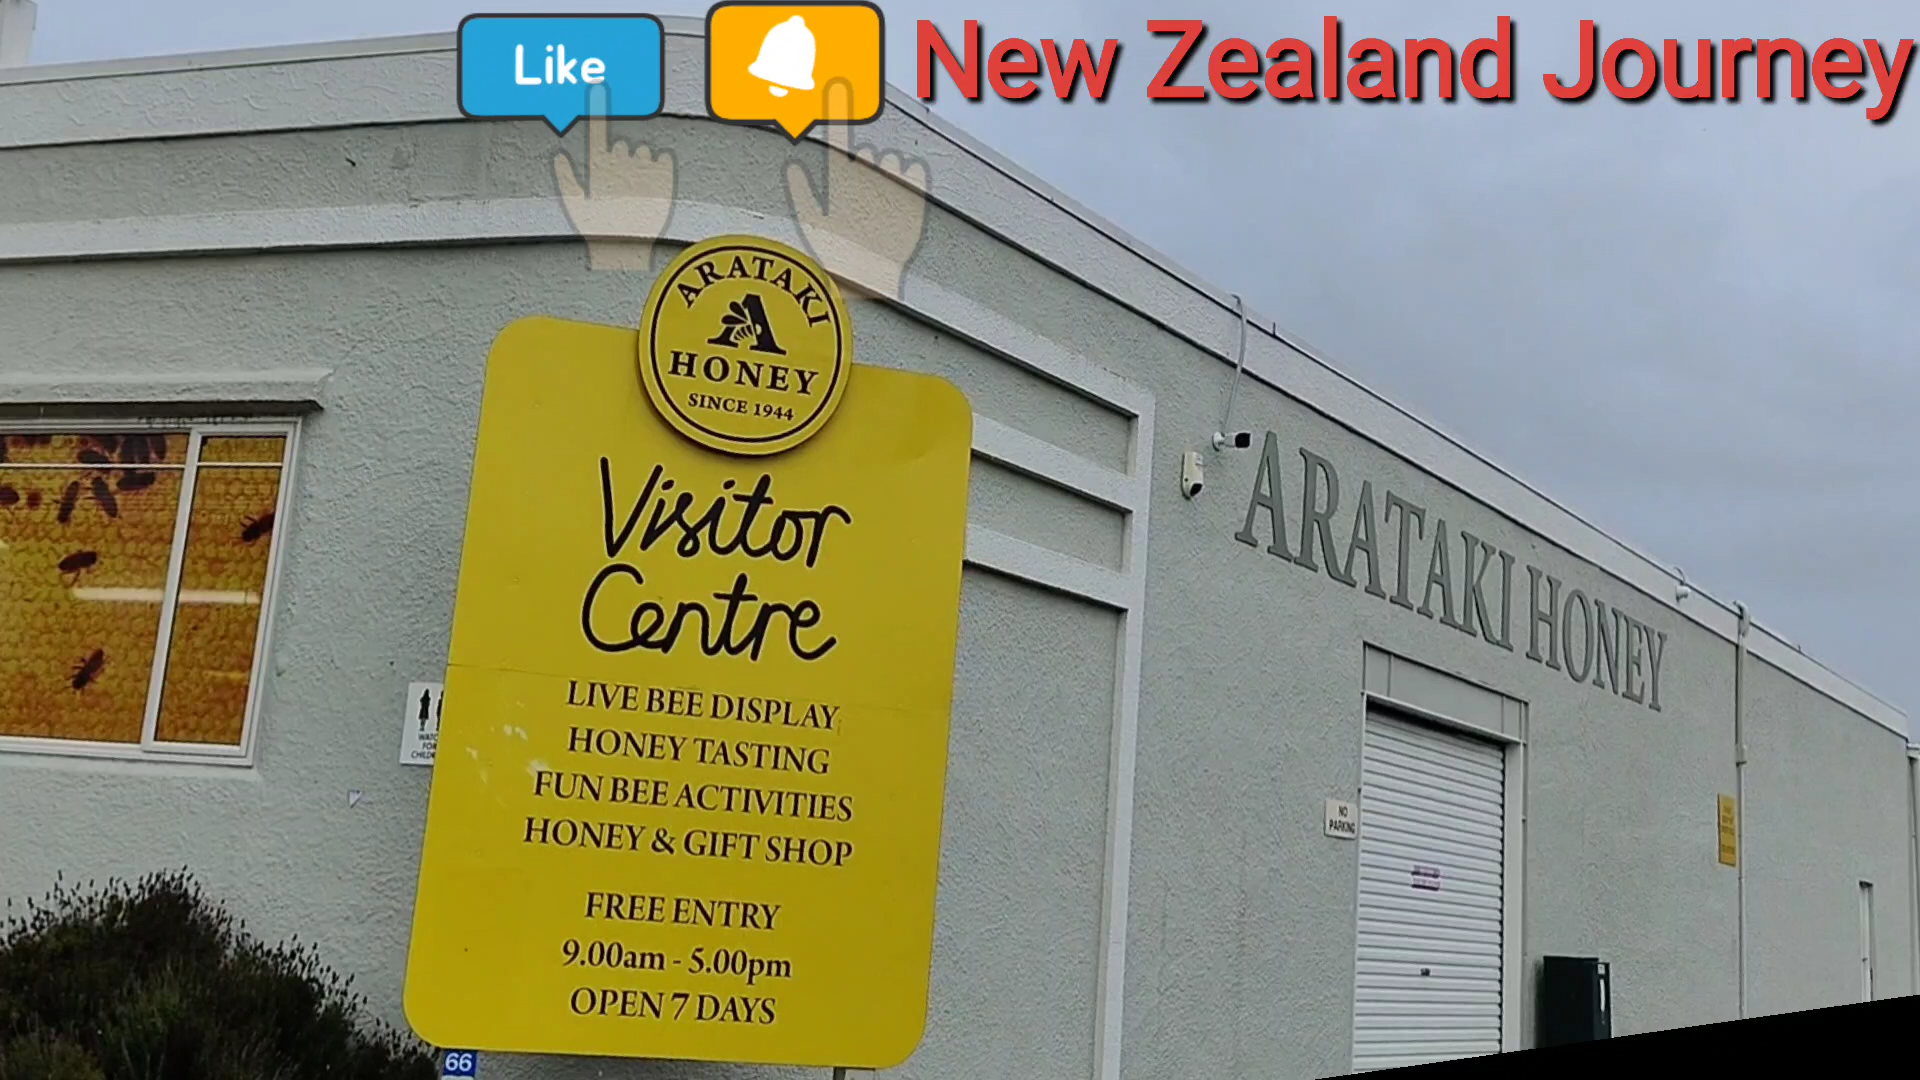 Like
New Zealand Journey
ARATAKI
A
HONEY
SINCE 1944
Visitor
Centre
LIVE BEE DISPLAY
HONEY TASTING
FUN BEE ACTIVITIES
HONEY & GIFT SHOP
FREE ENTRY
9.00am - 5.00pm
OPEN 7 DAYS
66
ARATAKI HONEY
NO
PARKING